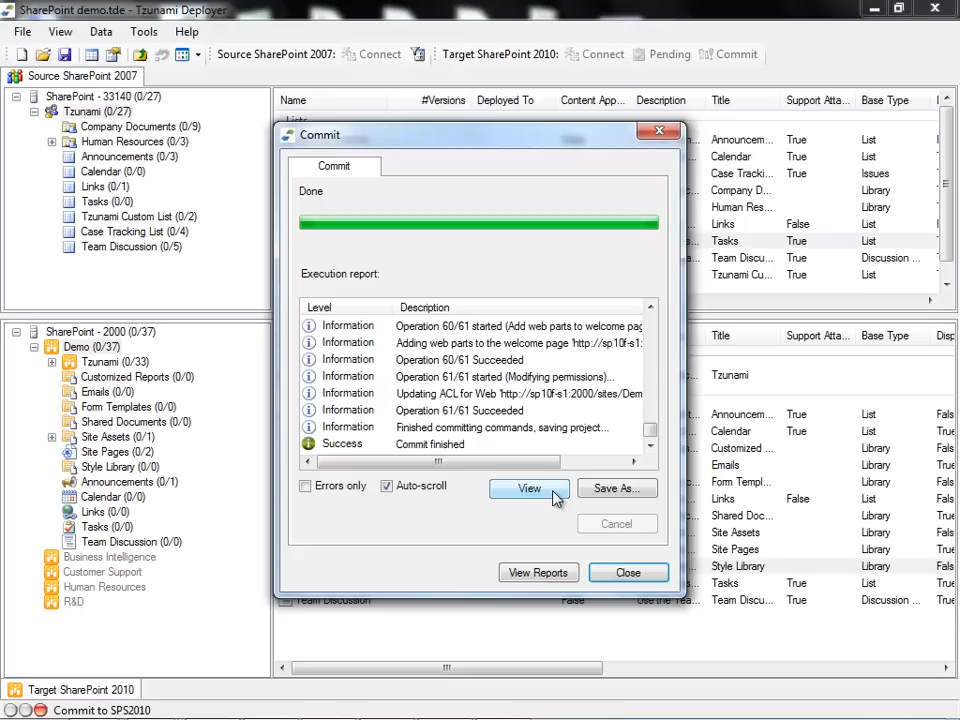 SharePoint demo.tde - Tzunami Deployer
File View Data Tools Help
Source SharePoint 2007: Connect Target SharePoint 2010: Connect Pending Commit
Source SharePoint 2007
SharePoint - 33140 (0/27)
Tzunami (0/27)
Company Documents (0/9)
Human Resources (0/3)
Announcements (0/3)
Calendar (0/0)
Links (0/1)
Tasks (0/0)
Tzunami Custom List (0/2)
Case Tracking List (0/4)
Team Discussion (0/5)
Name #Versions Deployed To Content App... Description Title Support Atta... Base Type
Lists
Announcem... True List
Calendar True List
Case Tracki... True Issues
Company D... Library
Human Res... Library
Links False List
Tasks True List
Team Discu... True Discussion ...
Tzunami Cu... True List
Commit
Commit
Done
Execution report:
Level Description
Information Operation 60/61 started (Add web parts to welcome pag
Information Adding web parts to the welcome page 'http://sp10f-s1:
Information Operation 60/61 Succeeded
Information Operation 61/61 started (Modifying permissions)...
Information Updating ACL for Web 'http://sp10f-s1:2000/sites/Dem
Information Operation 61/61 Succeeded
Information Finished committing commands, saving project...
Success Commit finished
Errors only Auto-scroll View Save As...
Cancel
View Reports Close
SharePoint - 2000 (0/37)
Demo (0/37)
Tzunami (0/33)
Customized Reports (0/0)
Emails (0/0)
Form Templates (0/0)
Shared Documents (0/0)
Site Assets (0/1)
Site Pages (0/2)
Style Library (0/0)
Announcements (0/1)
Calendar (0/0)
Links (0/0)
Tasks (0/0)
Team Discussion (0/0)
Business Intelligence
Customer Support
Human Resources
R&D
Title Support Atta... Base Type Disp
Tzunami
Announcem... True List Fals
Calendar True List Fals
Customized ... Library Fals
Emails Library Fals
Form Templ... Library Fals
Links False List Fals
Shared Doc... Library Fals
Site Assets Library Fals
Site Pages Library Fals
Style Library Library Fals
Tasks True List True
Team Discussion False Use the Tea... Team Discu... True Discussion ... True
Target SharePoint 2010
Commit to SPS2010